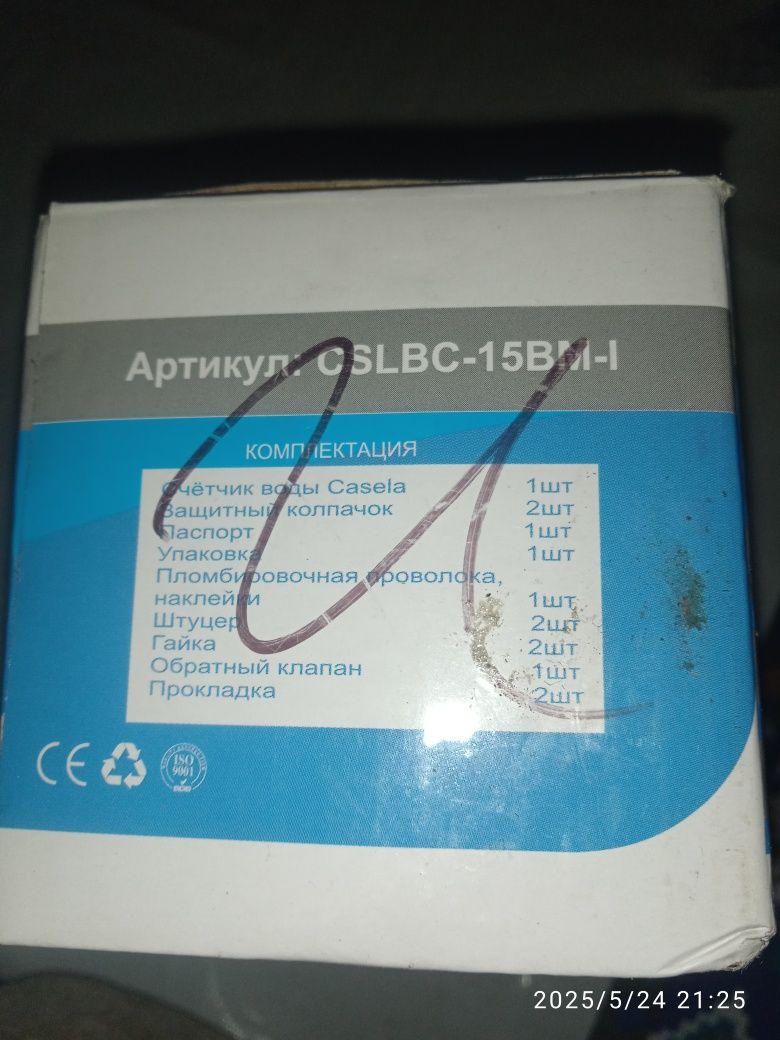 Артикул: CSLBC-15BM-I
КОМПЛЕКТАЦИЯ
Счётчик воды Casela 1шт
Защитный колпачок 2шт
Паспорт 1шт
Упаковка 1шт
Пломбировочная проволока,
наклейки 1шт
Штуцер 2шт
Гайка 2шт
Обратный клапан 1шт
Прокладка 2шт
CE
ISO
9001
2025/5/24 21:25